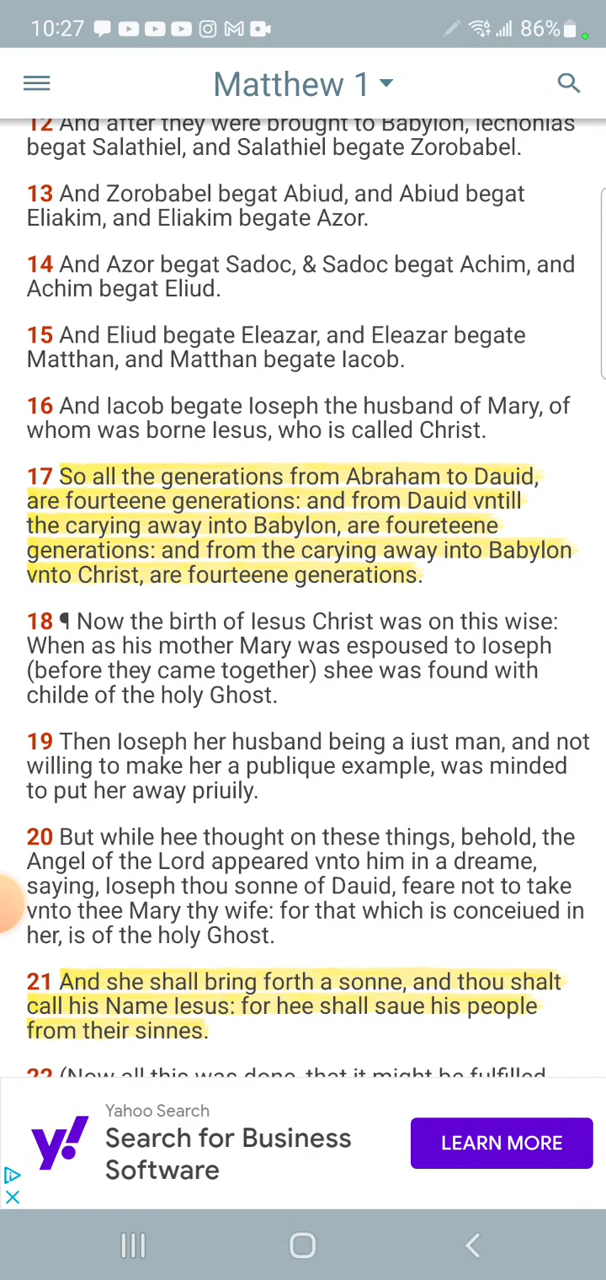 10:27 86%
Matthew 1
12 And after they were brought to Babylon, Iechonias
begat Salathiel, and Salathiel begate Zorobabel.
13 And Zorobabel begat Abiud, and Abiud begat
Eliakim, and Eliakim begate Azor.
14 And Azor begat Sadoc, & Sadoc begat Achim, and
Achim begat Eliud.
15 And Eliud begate Eleazar, and Eleazar begate
Matthan, and Matthan begate Iacob.
16 And Iacob begate Ioseph the husband of Mary, of
whom was borne Iesus, who is called Christ.
17 So all the generations from Abraham to Dauid,
are fourteene generations: and from Dauid vntill
the carying away into Babylon, are foureteene
generations: and from the carying away into Babylon
vnto Christ, are fourteene generations.
18 ¶ Now the birth of Iesus Christ was on this wise:
When as his mother Mary was espoused to Ioseph
(before they came together) shee was found with
childe of the holy Ghost.
19 Then Ioseph her husband being a iust man, and not
willing to make her a publique example, was minded
to put her away priuily.
20 But while hee thought on these things, behold, the
Angel of the Lord appeared vnto him in a dreame,
saying, Ioseph thou sonne of Dauid, feare not to take
vnto thee Mary thy wife: for that which is conceiued in
her, is of the holy Ghost.
21 And she shall bring forth a sonne, and thou shalt
call his Name Iesus: for hee shall saue his people
from their sinnes.
22 (Now all this was done, that it might be fulfilled
Yahoo Search
y!
Search for Business
Software
LEARN MORE